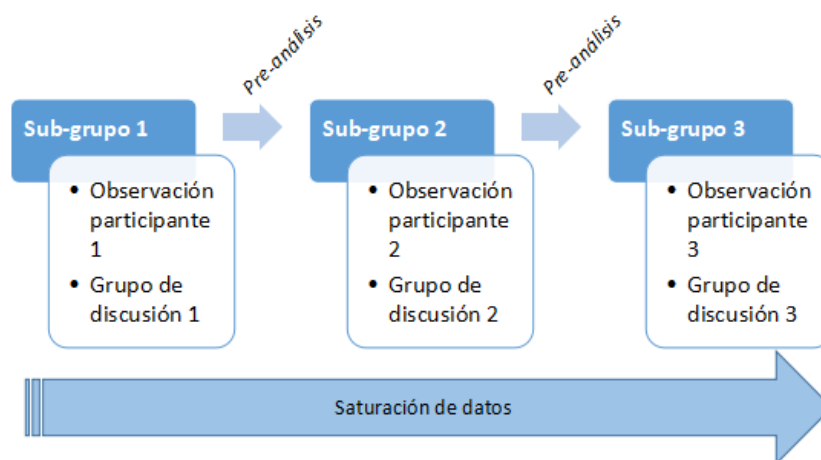 Pre-análisis
Pre-análisis
Sub-grupo 1
Sub-grupo 2
Sub-grupo 3
• Observación
participante
1
• Grupo de
discusión 1
• Observación
participante
2
• Grupo de
discusión 2
• Observación
participante
3
• Grupo de
discusión 3
Saturación de datos